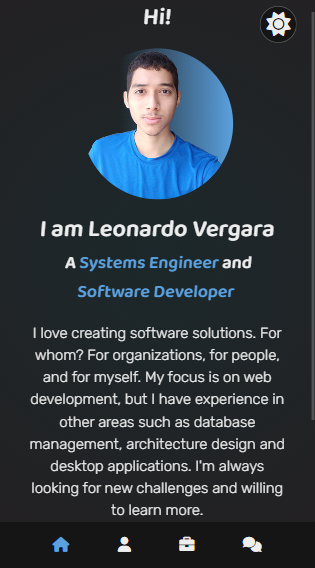 Hi!
I am Leonardo Vergara
A Systems Engineer and
Software Developer
I love creating software solutions. For
whom? For organizations, for people,
and for myself. My focus is on web
development, but I have experience in
other areas such as database
management, architecture design and
desktop applications. I'm always
looking for new challenges and willing
to learn more.